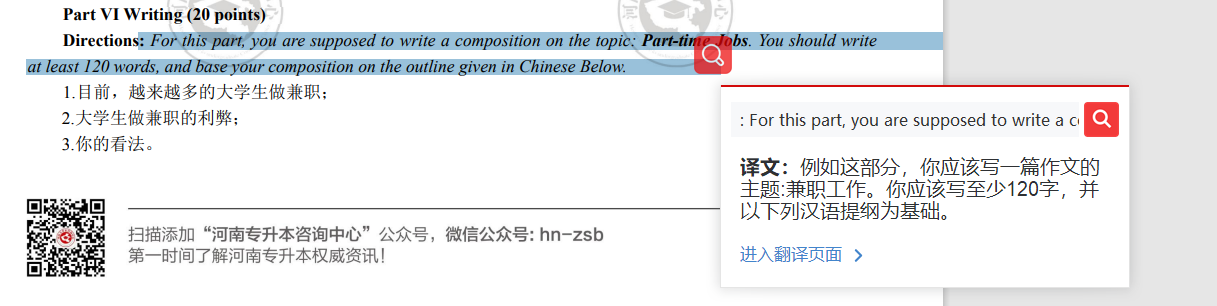 Part VI Writing (20 points)
Directions: For this part, you are supposed to write a composition on the topic: Part-time Jobs. You should write
at least 120 words, and base your composition on the outline given in Chinese Below.
1.目前，越来越多的大学生做兼职；
2.大学生做兼职的利弊；
3.你的看法。
: For this part, you are supposed to write a c
译文：例如这部分，你应该写一篇作文的
主题:兼职工作。你应该写至少120字，并
以下列汉语提纲为基础。
进入翻译页面 >
扫描添加“河南专升本咨询中心”公众号，微信公众号: hn-zsb
第一时间了解河南专升本权威资讯！